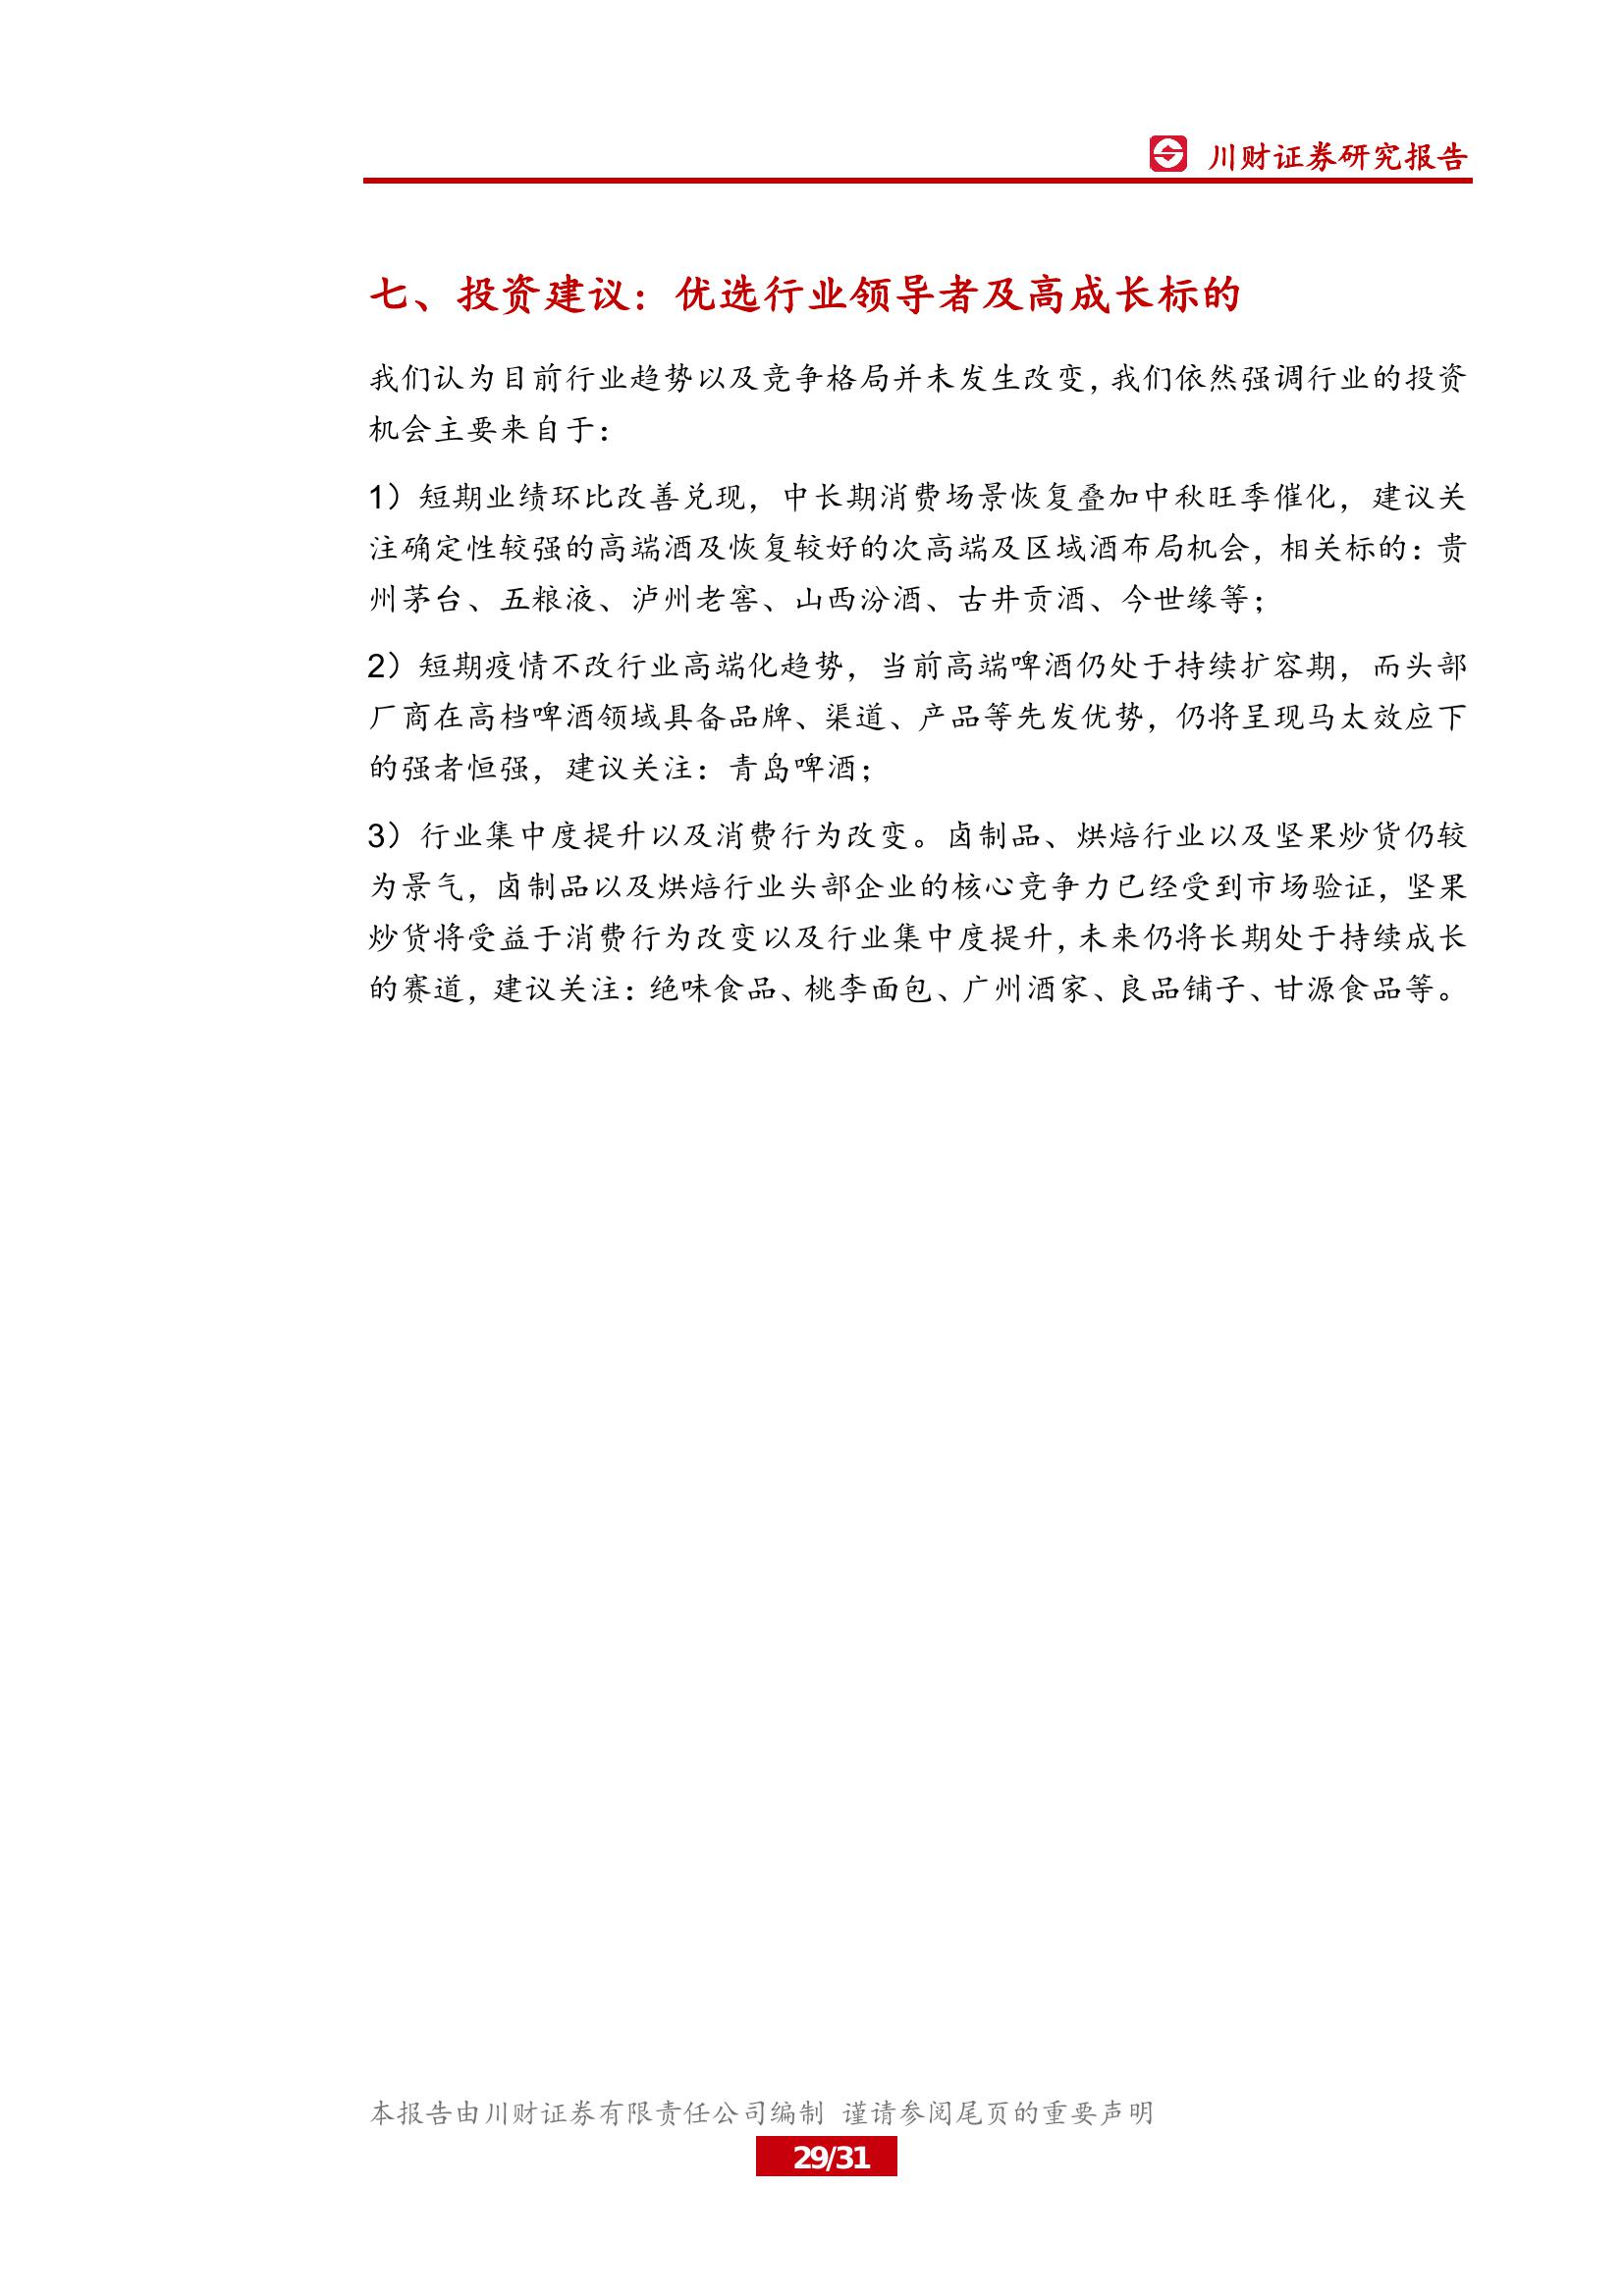 川财证券研究报告
七、投资建议：优选行业领导者及高成长标的
我们认为目前行业趋势以及竞争格局并未发生改变，我们依然强调行业的投资
机会主要来自于：
1）短期业绩环比改善兑现，中长期消费场景恢复叠加中秋旺季催化，建议关
注确定性较强的高端酒及恢复较好的次高端及区域酒布局机会，相关标的：贵
州茅台、五粮液、泸州老窖、山西汾酒、古井贡酒、今世缘等；
2）短期疫情不改行业高端化趋势，当前高端啤酒仍处于持续扩容期，而头部
厂商在高档啤酒领域具备品牌、渠道、产品等先发优势，仍将呈现马太效应下
的强者恒强，建议关注：青岛啤酒；
3）行业集中度提升以及消费行为改变。卤制品、烘焙行业以及坚果炒货仍较
为景气，卤制品以及烘焙行业头部企业的核心竞争力已经受到市场验证，坚果
炒货将受益于消费行为改变以及行业集中度提升，未来仍将长期处于持续成长
的赛道，建议关注：绝味食品、桃李面包、广州酒家、良品铺子、甘源食品等。
本报告由川财证券有限责任公司编制 谨请参阅尾页的重要声明
29/31